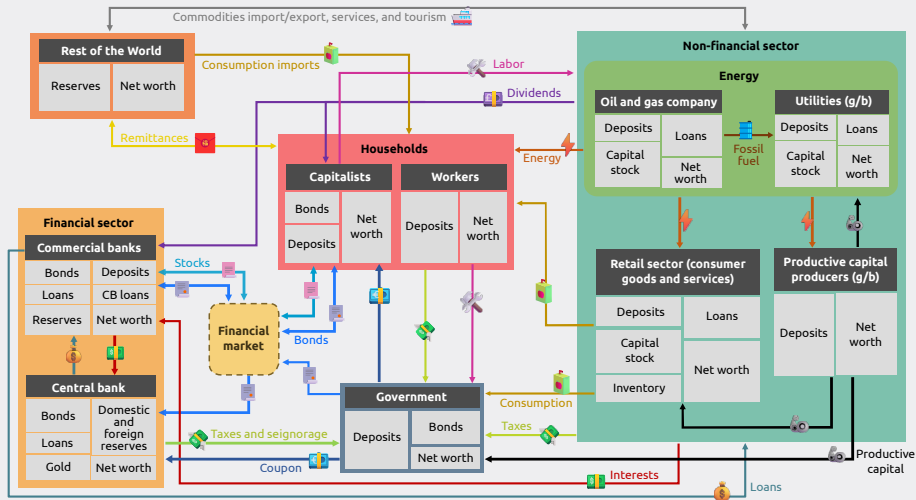 Commodities import/export, services, and tourism
Rest of the World
Reserves
Net worth
Consumption imports
Labor
Dividends
Remittances
Non-financial sector
Energy
Oil and gas company
Deposits
Loans
Capital
stock
Net
worth
Fossil
fuel
Utilities (g/b)
Deposits
Loans
Capital
stock
Net
worth
Energy
Households
Capitalists
Bonds
Deposits
Net
worth
Workers
Deposits
Net
worth
Financial sector
Commercial banks
Bonds
Deposits
Loans
CB loans
Reserves
Net worth
Stocks
Financial
market
Bonds
Retail sector (consumer
goods and services)
Deposits
Loans
Capital
stock
Net worth
Inventory
Productive capital
producers (g/b)
Deposits
Net
worth
Central bank
Bonds
Domestic
and
foreign
reserves
Loans
Gold
Net worth
Government
Deposits
Bonds
Net worth
Consumption
Taxes and seignorage
Taxes
Coupon
Interests
Productive
capital
Loans